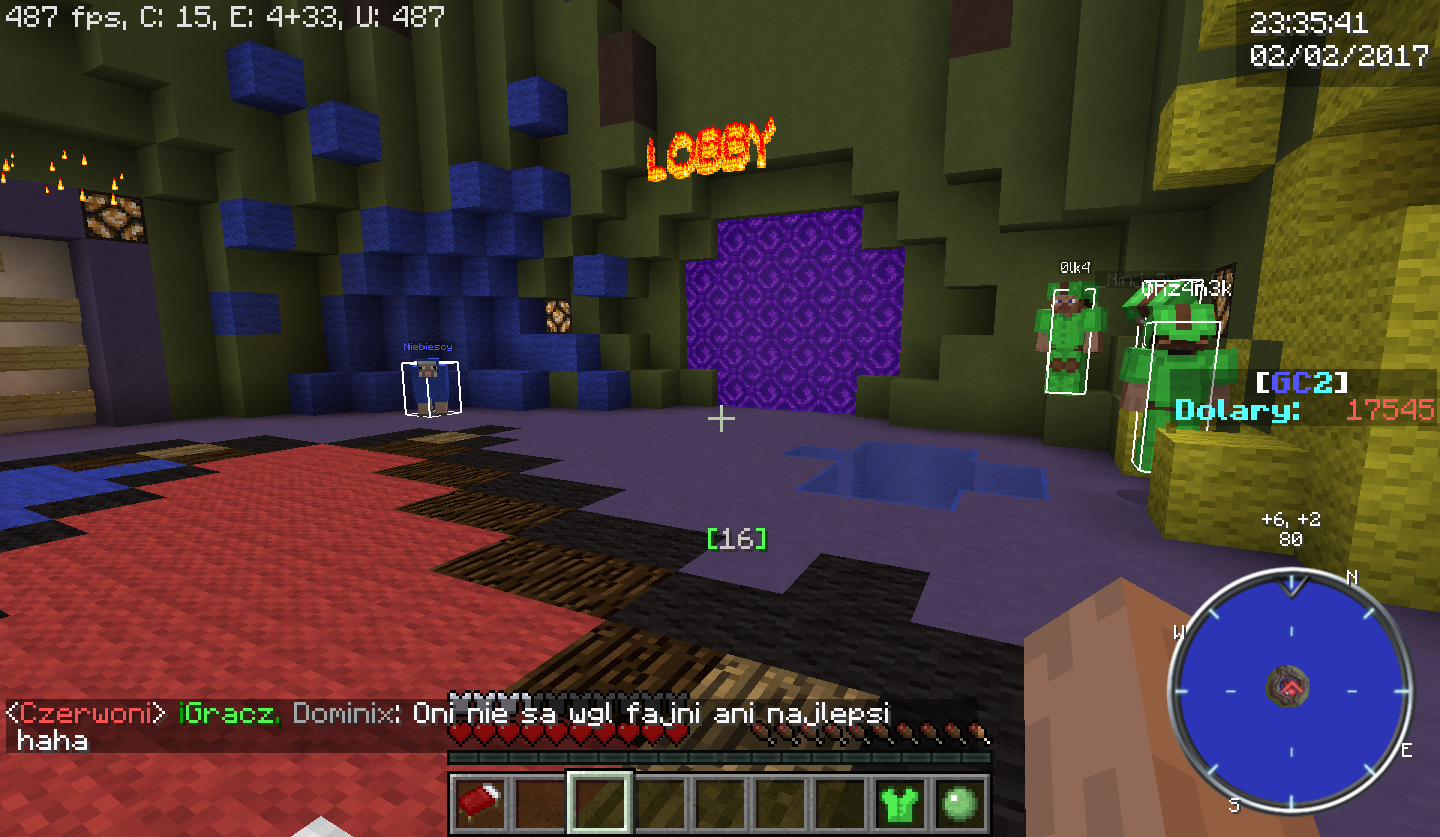 487 fps, C: 15, E: 4+33, U: 487
23:35:41
02/02/2017
LOBBY
0lk4
Niebiescy
[GC2]
Dolary: 17545
+6, +2
80
[16]
N
W
E
S
<Czerwoni> iGracz, Dominix: Oni nie sa wgl fajni ani najlepsi
haha